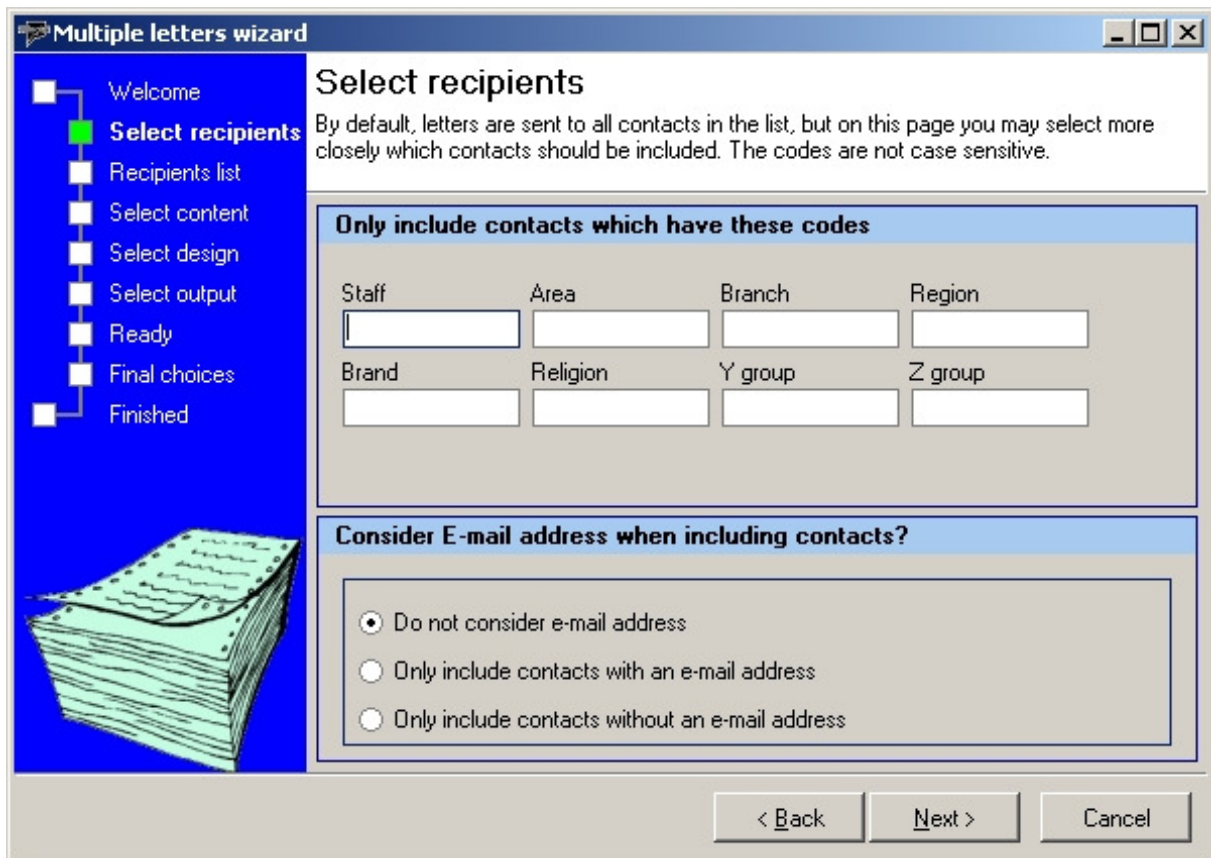 Multiple letters wizard
Welcome
Select recipients
Recipients list
Select content
Select design
Select output
Ready
Final choices
Finished
Select recipients
By default, letters are sent to all contacts in the list, but on this page you may select more
closely which contacts should be included. The codes are not case sensitive.
Only include contacts which have these codes
Staff Area Branch Region
Brand Religion Y group Z group
Consider E-mail address when including contacts?
Do not consider e-mail address
Only include contacts with an e-mail address
Only include contacts without an e-mail address
< Back Next > Cancel